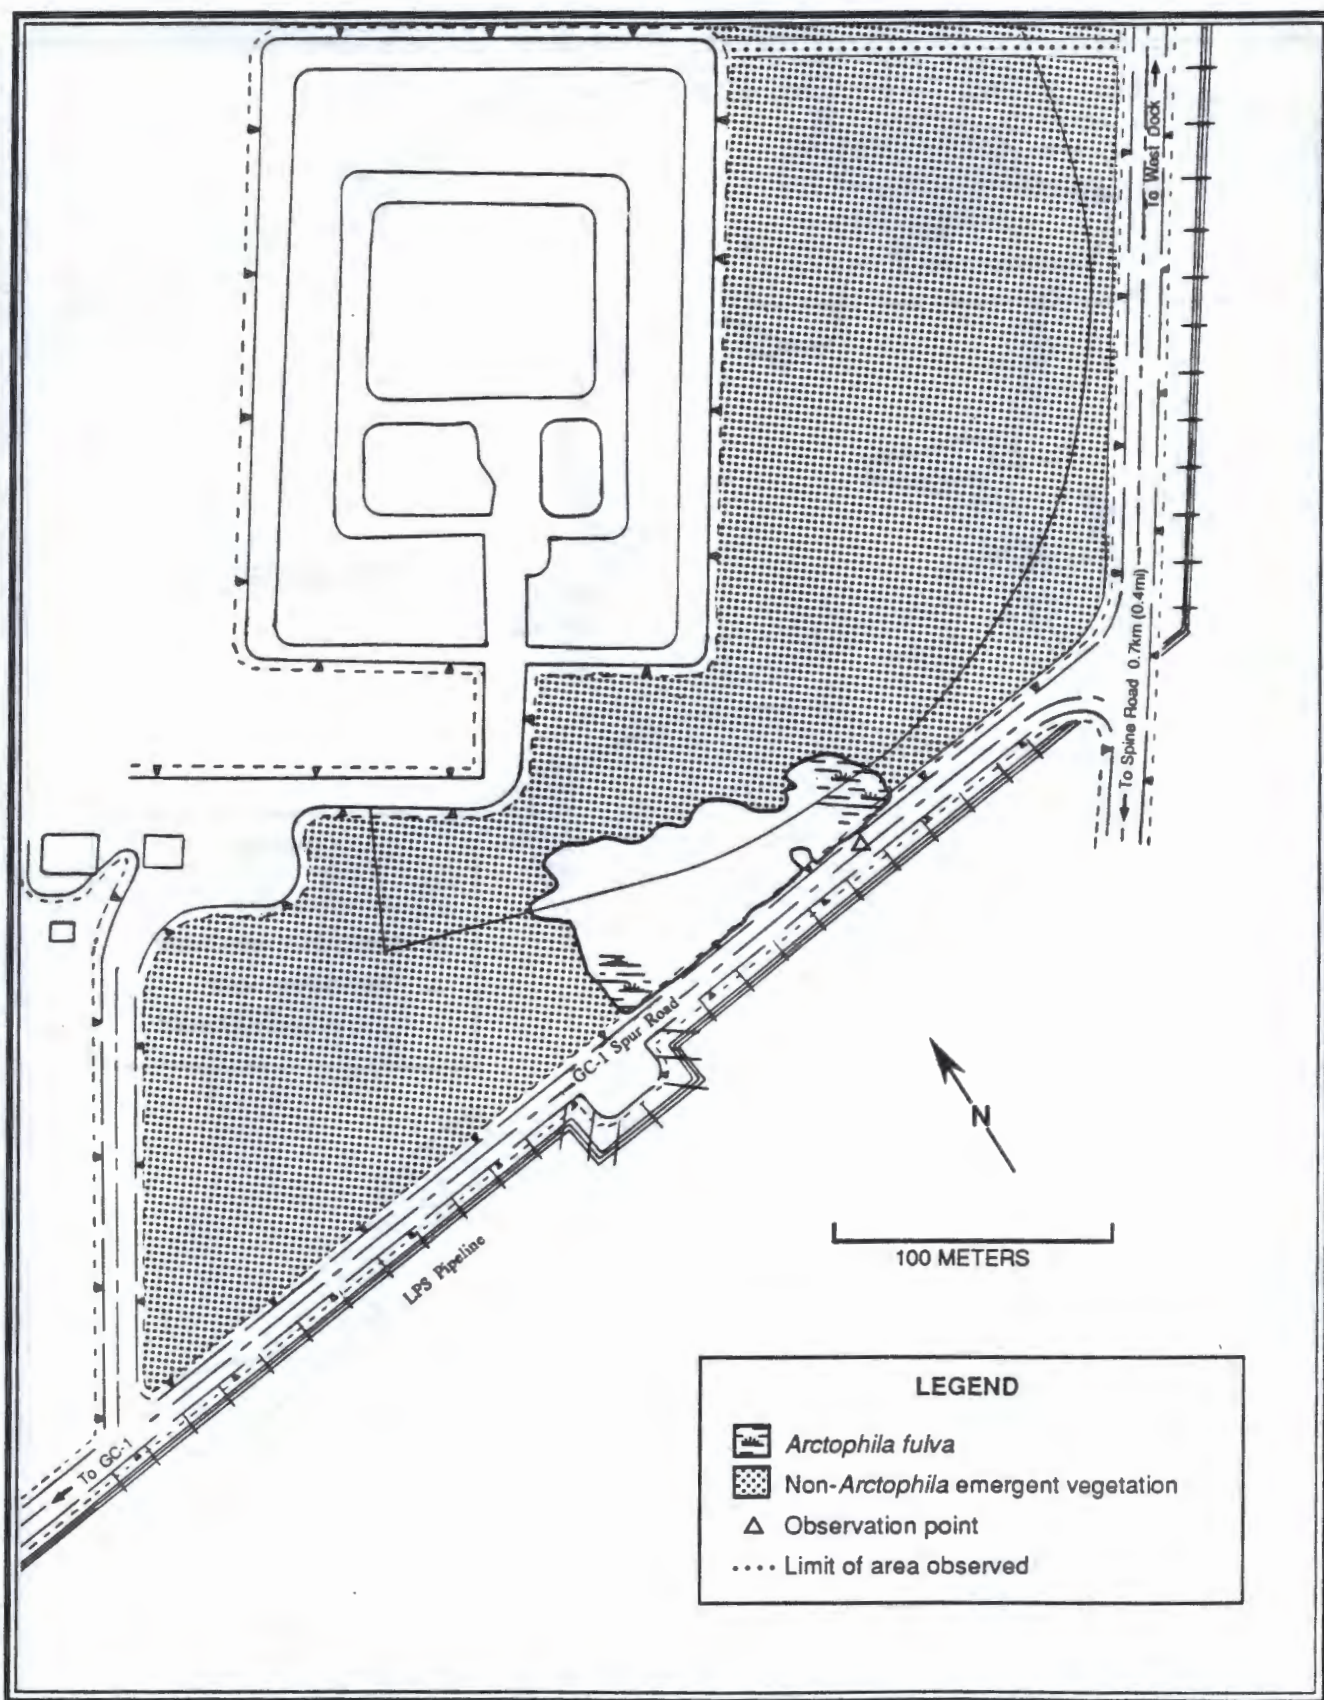 To West Dock
To Spine Road 0.7km (0.4mi)
GC-1 Spur Road
N
100 METERS
LPS Pipeline
LEGEND
Arctophila fulva
Non-Arctophila emergent vegetation
Observation point
Limit of area observed
To GC-1